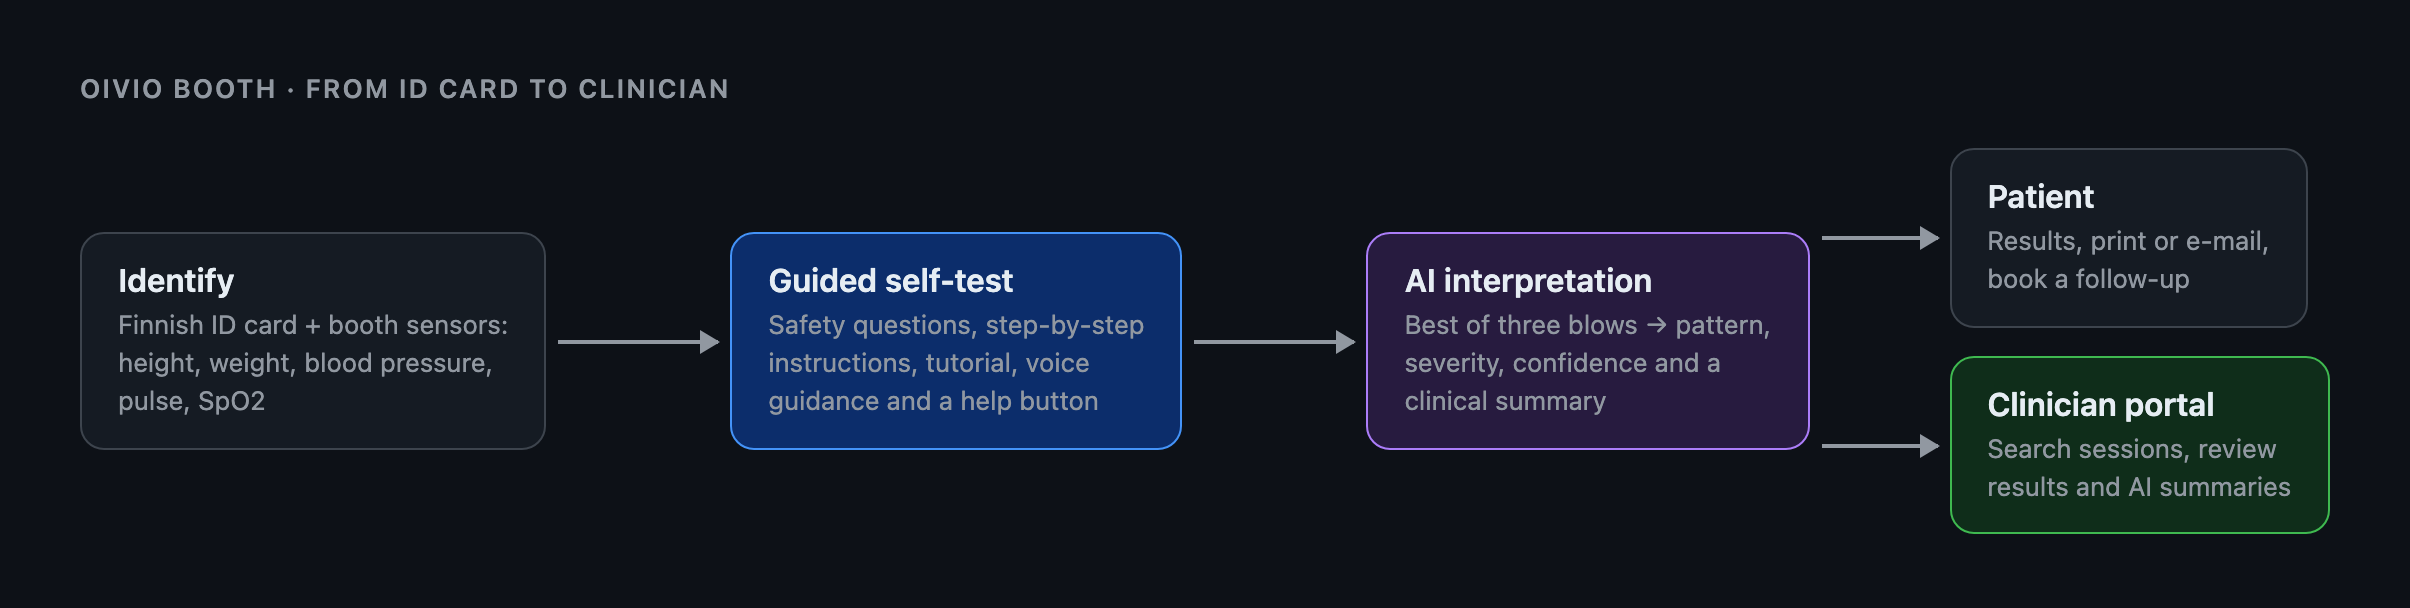 OIVIO BOOTH · FROM ID CARD TO CLINICIAN
Identify
Finnish ID card + booth sensors:
height, weight, blood pressure,
pulse, SpO2
Guided self-test
Safety questions, step-by-step
instructions, tutorial, voice
guidance and a help button
AI interpretation
Best of three blows → pattern,
severity, confidence and a
clinical summary
Patient
Results, print or e-mail,
book a follow-up
Clinician portal
Search sessions, review
results and AI summaries